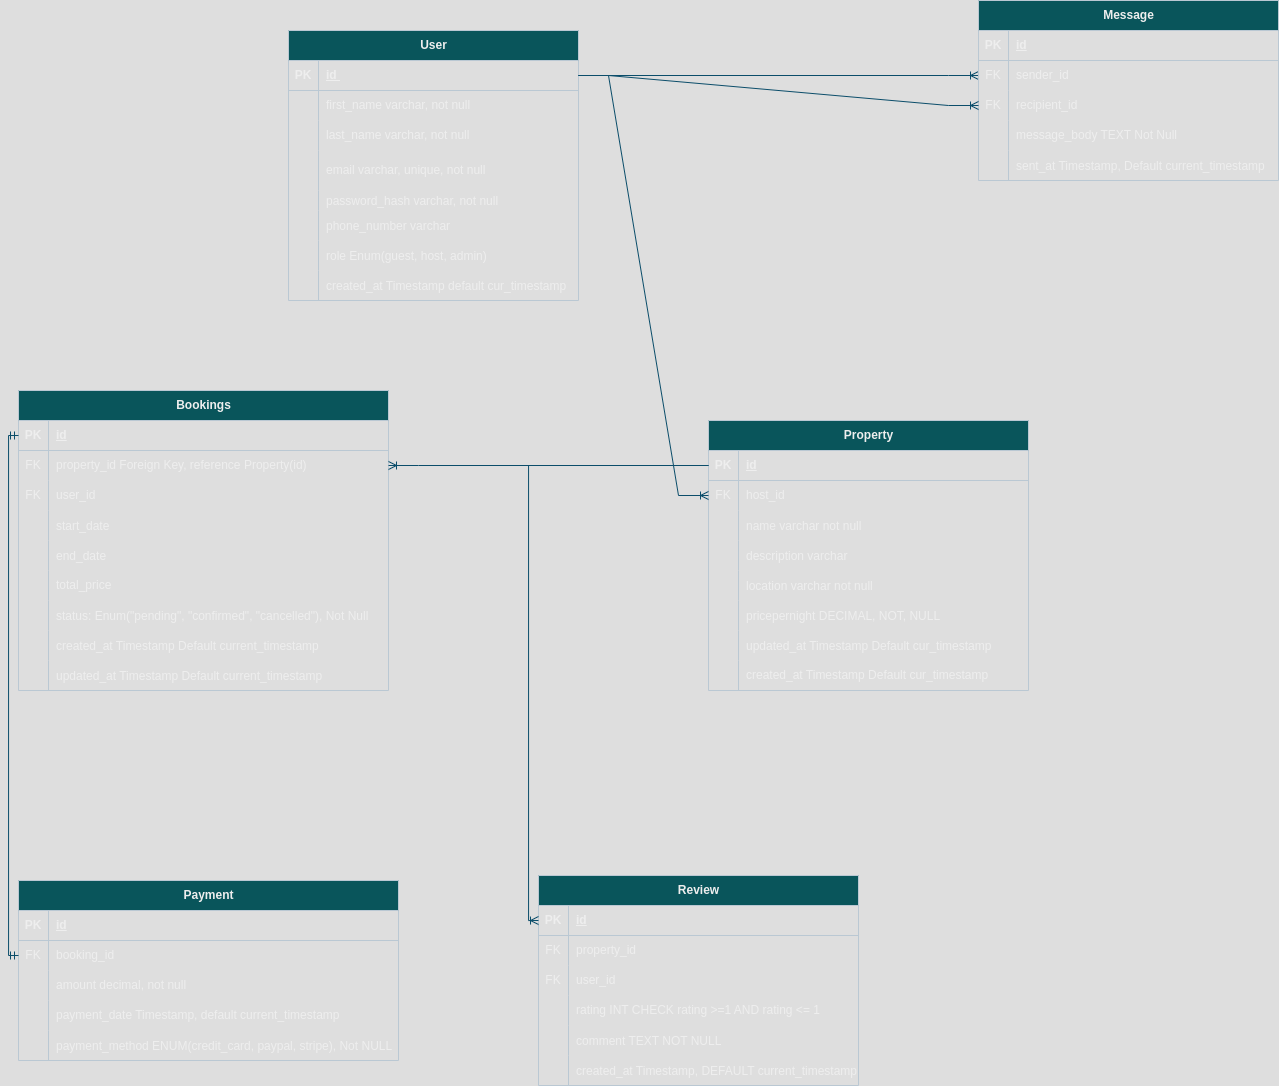 User
PK id
first_name varchar, not null
last_name varchar, not null
email varchar, unique, not null
password_hash varchar, not null
phone_number varchar
role Enum(guest, host, admin)
created_at Timestamp default cur_timestamp
Message
PK id
FK sender_id
FK recipient_id
message_body TEXT Not Null
sent_at Timestamp, Default current_timestamp
Bookings
PK id
FK property_id Foreign Key, reference Property(id)
FK user_id
start_date
end_date
total_price
status: Enum("pending", "confirmed", "cancelled"), Not Null
created_at Timestamp Default current_timestamp
updated_at Timestamp Default current_timestamp
Property
PK id
FK host_id
name varchar not null
description varchar
location varchar not null
pricepernight DECIMAL, NOT, NULL
updated_at Timestamp Default cur_timestamp
created_at Timestamp Default cur_timestamp
Payment
PK id
FK booking_id
amount decimal, not null
payment_date Timestamp, default current_timestamp
payment_method ENUM(credit_card, paypal, stripe), Not NULL
Review
PK id
FK property_id
FK user_id
rating INT CHECK rating >=1 AND rating <= 1
comment TEXT NOT NULL
created_at Timestamp, DEFAULT current_timestamp